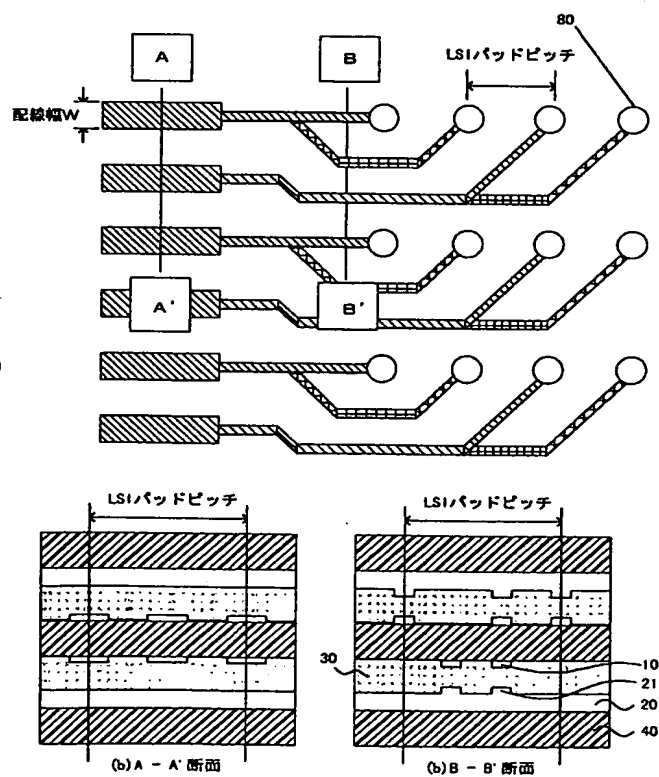 80
A
B
LSIパッドピッチ
配線幅W
A'
B'
LSIパッドピッチ
LSIパッドピッチ
30
10
21
20
40
(b)A - A' 断面
(b)B - B' 断面